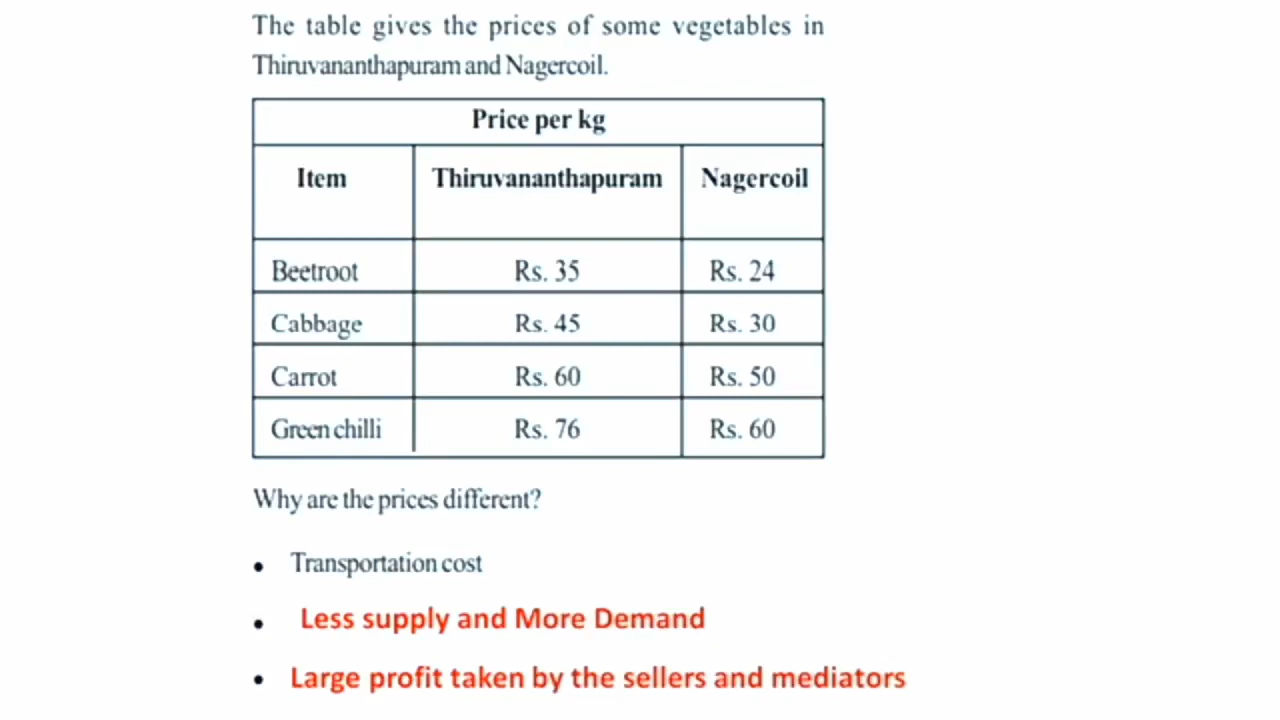 The table gives the prices of some vegetables in
Thiruvananthapuram and Nagercoil.
Price per kg
Item Thiruvananthapuram Nagercoil
Beetroot Rs. 35 Rs. 24
Cabbage Rs. 45 Rs. 30
Carrot Rs. 60 Rs. 50
Green chilli Rs. 76 Rs. 60
Why are the prices different?
• Transportation cost
• Less supply and More Demand
• Large profit taken by the sellers and mediators